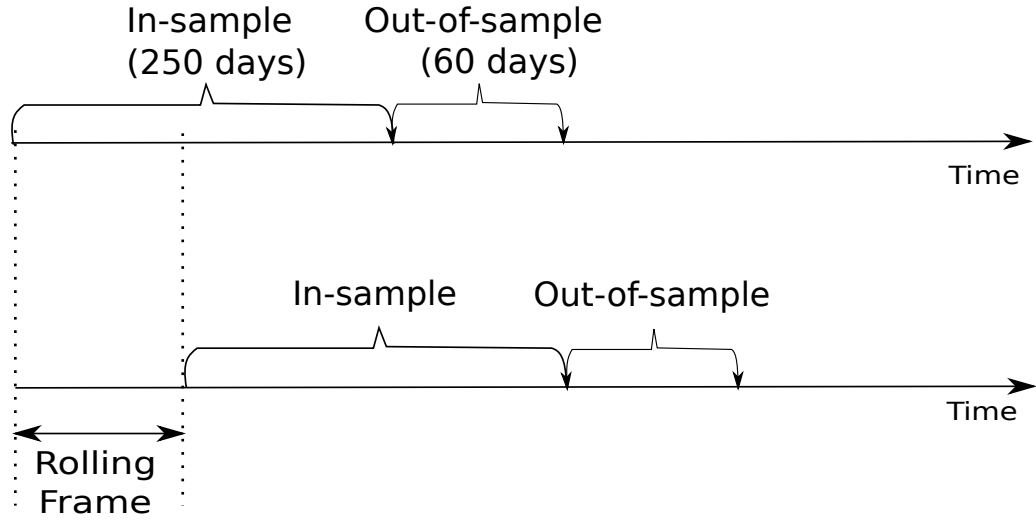 In-sample
(250 days)
Out-of-sample
(60 days)
Time
In-sample
Out-of-sample
Time
Rolling
Frame